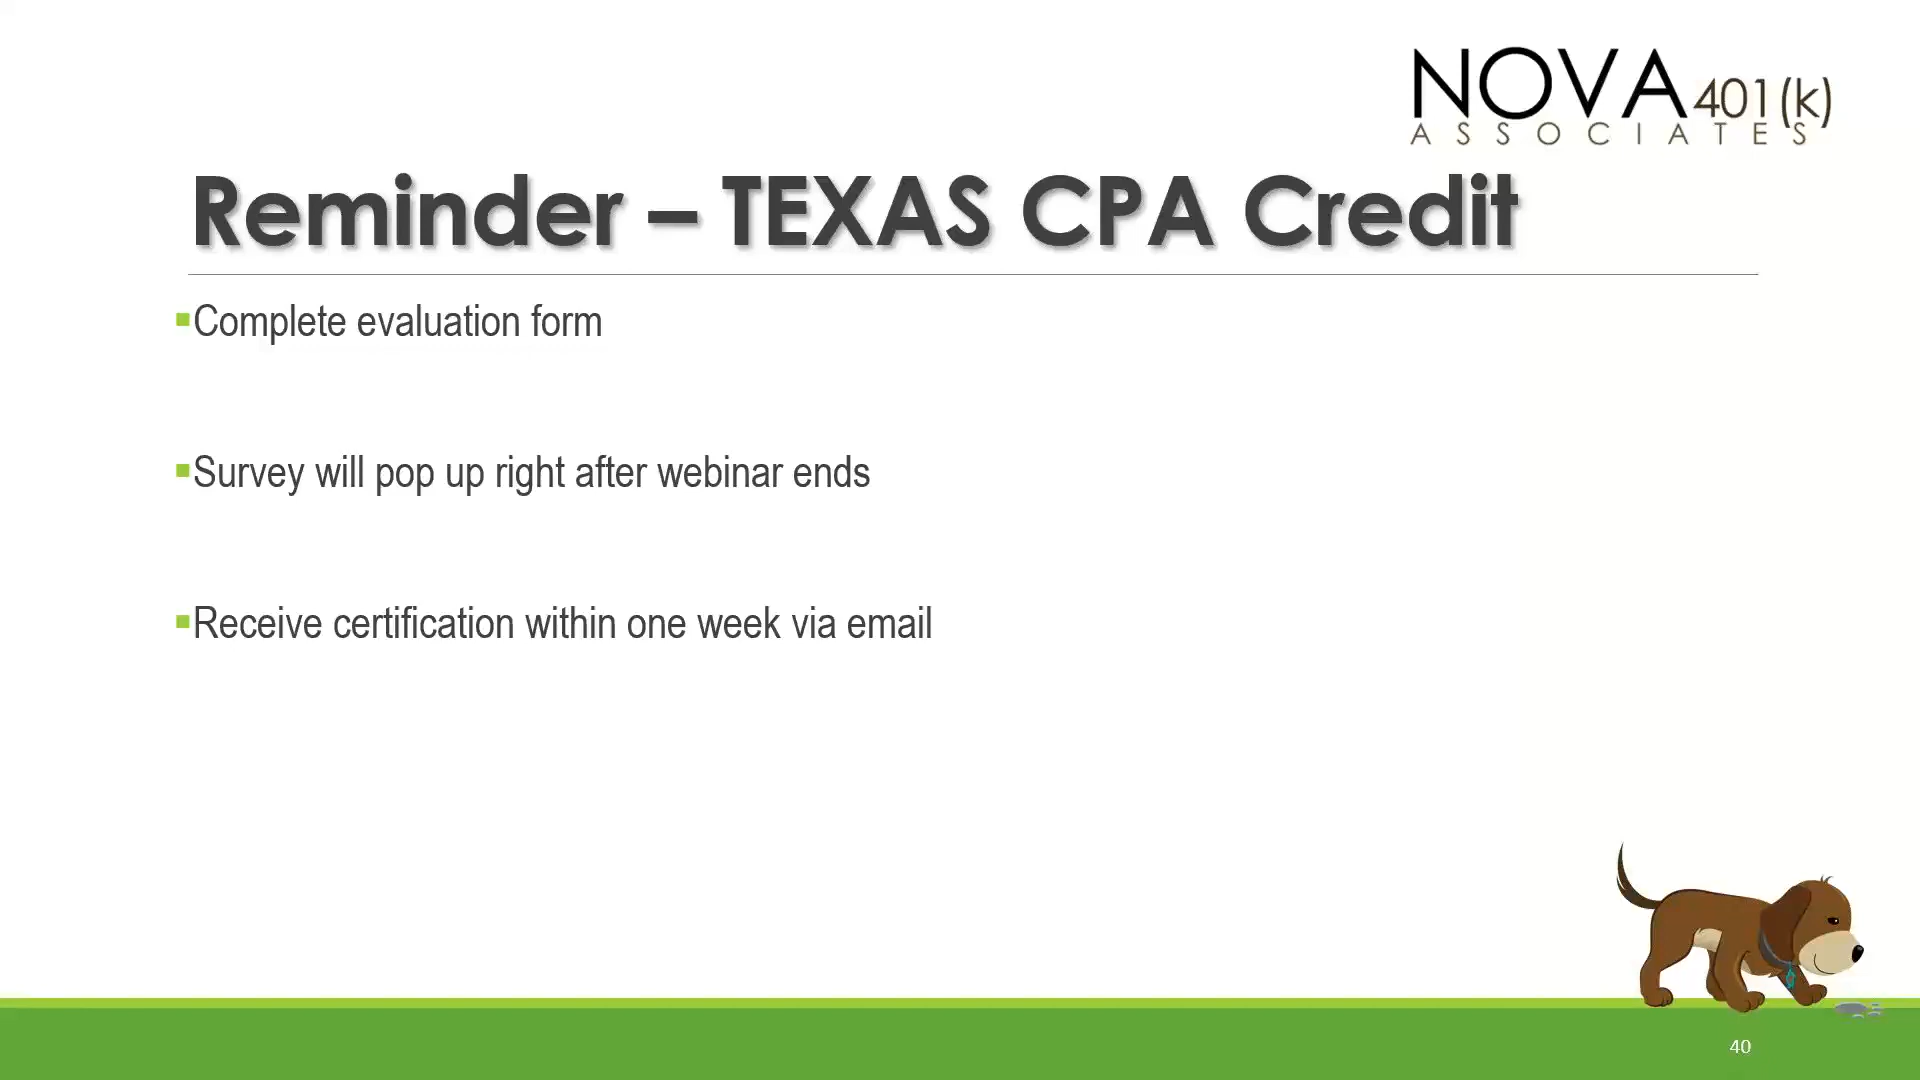 NOVA 401(k)
ASSOCIATES
Reminder – TEXAS CPA Credit
▪Complete evaluation form
▪Survey will pop up right after webinar ends
▪Receive certification within one week via email
40